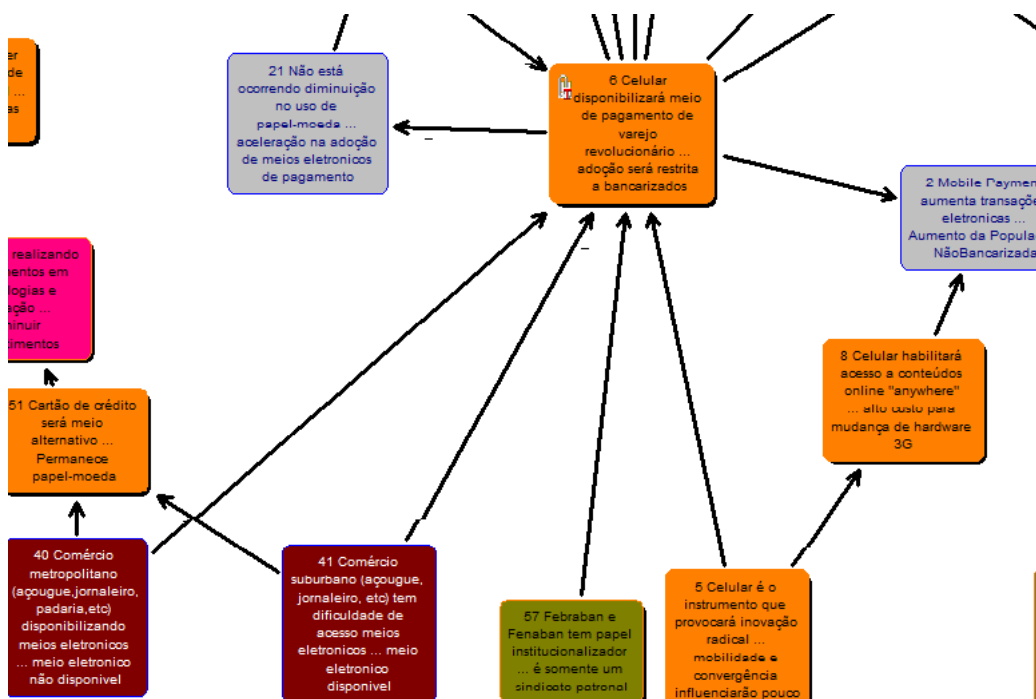 er
de
...
as
21 Não está
ocorrendo diminuição
no uso de
papel-moeda ...
aceleração na adoção
de meios eletronicos
de pagamento
6 Celular
disponibilizará meio
de pagamento de
varejo
revolucionário ...
adoção será restrita
a bancarizados
2 Mobile Paymen
aumenta transaçõe
eletronicas ...
Aumento da Popula
NãoBancarizada
realizando
entos em
logias e
ação ...
inuir
imentos
8 Celular habilitará
acesso a conteúdos
online "anywhere"
... alto custo para
mudança de hardware
3G
51 Cartão de crédito
será meio
alternativo ...
Permanece
papel-moeda
40 Comércio
metropolitano
(açougue,jornaleiro,
padaria,etc)
disponibilizando
meios eletronicos
... meio eletronico
não disponivel
41 Comércio
suburbano (açougue,
jornaleiro, etc) tem
dificuldade de
acesso meios
eletronicos ... meio
eletronico
disponivel
57 Febraban e
Fenaban tem papel
institucionalizador
... é somente um
sindicato patronal
5 Celular é o
instrumento que
provocará inovação
radical ...
mobilidade e
convergência
influenciarão pouco